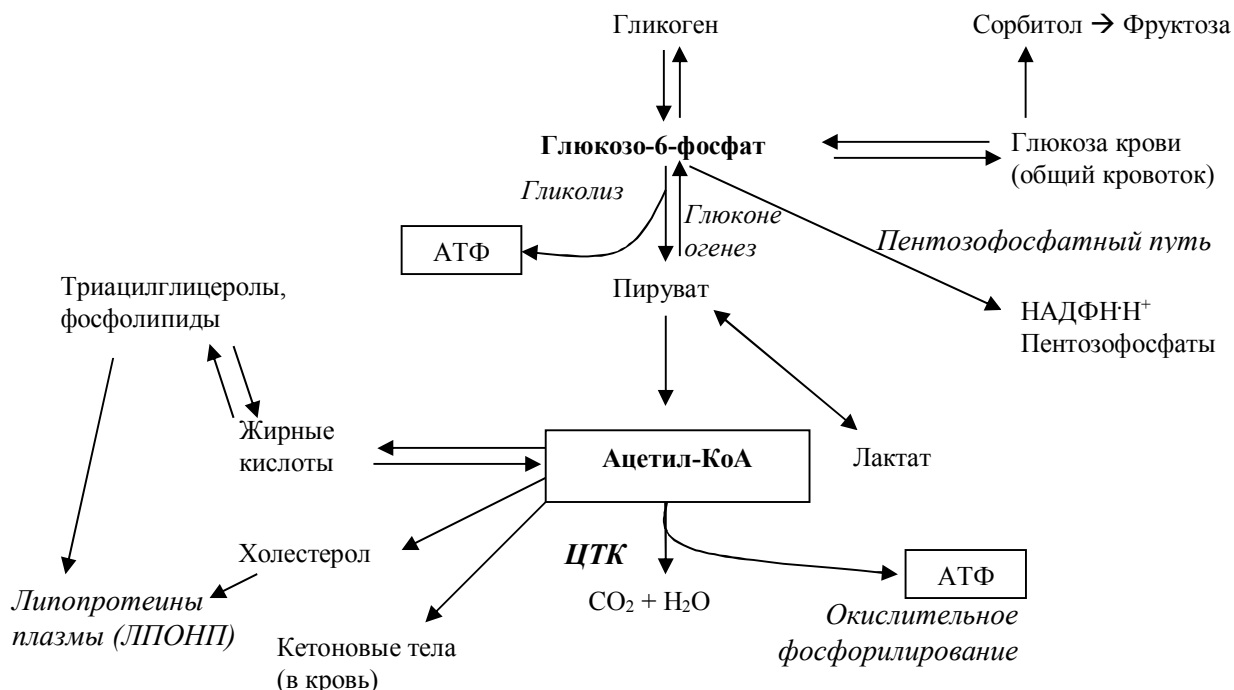 Гликоген
Сорбитол → Фруктоза
Глюкозо-6-фосфат
Глюкоза крови
(общий кровоток)
Гликолиз
Глюконе
огенез
Пентозофосфатный путь
АТФ
Триацилглицеролы,
фосфолипиды
Пируват
НАДФН·Н⁺
Пентозофосфаты
Жирные
кислоты
Ацетил-КоА
Лактат
Холестерол
ЦТК
АТФ
Липопротеины
плазмы (ЛПОНП)
CO₂ + H₂O
Окислительное
фосфорилирование
Кетоновые тела
(в кровь)